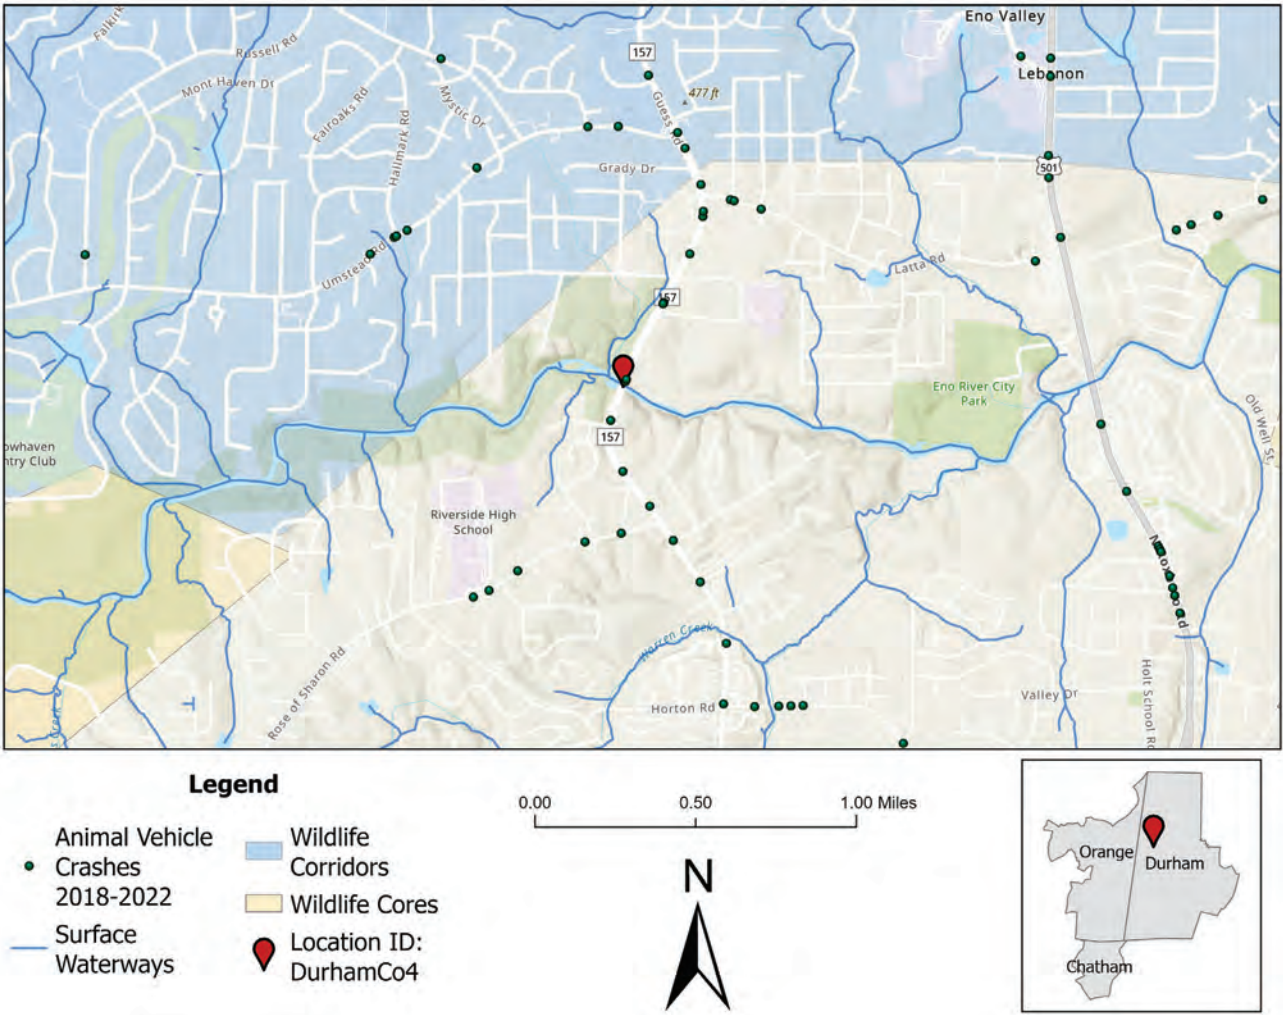 Eno Valley
Falkirk
Russell Rd
157
Lebanon
Mont Haven Dr
Mystic Dr
477 ft
Fairoaks Rd
Guess Rd
Hallmark Rd
Grady Dr
501
Umstead Rd
Latta Rd
157
Eno River City
Park
Old Well St
owhaven
ntry Club
157
Riverside High
School
Warren Creek
Rose of Sharon Rd
Horton Rd
Valley Dr
Holt School Rd
s Creek
Legend
Animal Vehicle
Crashes
2018-2022
Surface
Waterways
Wildlife
Corridors
Wildlife Cores
Location ID:
DurhamCo4
0.00 0.50 1.00 Miles
N
Orange
Durham
Chatham